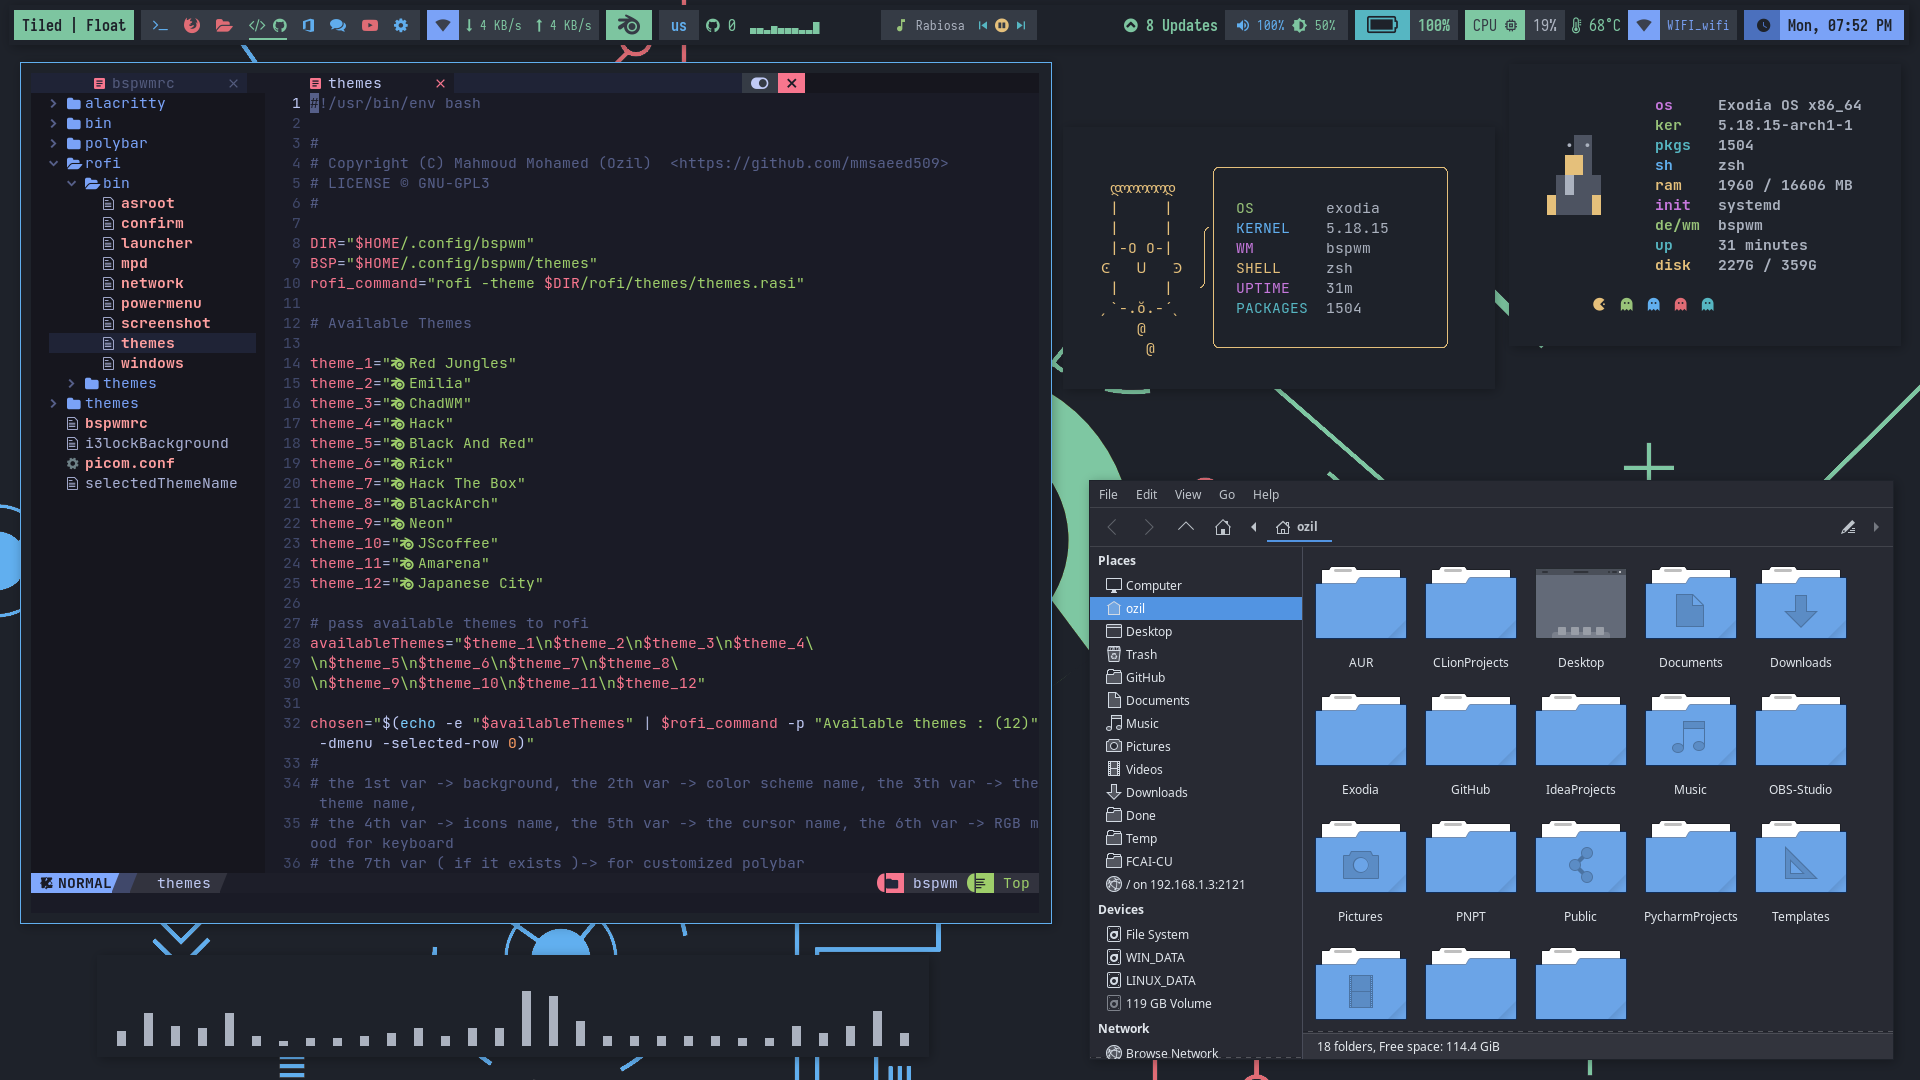 Tiled | Float
4 KB/s
4 KB/s
us
0
Rabiosa
8 Updates
100%
50%
100%
CPU
19%
68°C
WIFI_wifi
Mon, 07:52 PM
bspwmrc
themes
alacritty
bin
polybar
rofi
bin
asroot
confirm
launcher
mpd
network
powermenu
screenshot
themes
windows
themes
themes
bspwmrc
i3lockBackground
picom.conf
selectedThemeName
1 #!/usr/bin/env bash
2
3 #
4 # Copyright (C) Mahmoud Mohamed (Ozil)  <https://github.com/mmsaeed509>
5 # LICENSE © GNU-GPL3
6 #
7
8 DIR="$HOME/.config/bspwm"
9 BSP="$HOME/.config/bspwm/themes"
10 rofi_command="rofi -theme $DIR/rofi/themes/themes.rasi"
11
12 # Available Themes
13
14 theme_1=" Red Jungles"
15 theme_2=" Emilia"
16 theme_3=" ChadWM"
17 theme_4=" Hack"
18 theme_5=" Black And Red"
19 theme_6=" Rick"
20 theme_7=" Hack The Box"
21 theme_8=" BlackArch"
22 theme_9=" Neon"
23 theme_10=" JScoffee"
24 theme_11=" Amarena"
25 theme_12=" Japanese City"
26
27 # pass available themes to rofi
28 availableThemes="$theme_1\n$theme_2\n$theme_3\n$theme_4\
29 \n$theme_5\n$theme_6\n$theme_7\n$theme_8\
30 \n$theme_9\n$theme_10\n$theme_11\n$theme_12"
31
32 chosen="$(echo -e "$availableThemes" | $rofi_command -p "Available themes : (12)"
-dmenu -selected-row 0)"
33 #
34 # the 1st var -> background, the 2th var -> color scheme name, the 3th var -> the
theme name,
35 # the 4th var -> icons name, the 5th var -> the cursor name, the 6th var -> RGB m
ood for keyboard
36 # the 7th var ( if it exists )-> for customized polybar
NORMAL
themes
bspwm
Top
OS exodia
KERNEL 5.18.15
WM bspwm
SHELL zsh
UPTIME 31m
PACKAGES 1504
os Exodia OS x86_64
ker 5.18.15-arch1-1
pkgs 1504
sh zsh
ram 1960 / 16606 MB
init systemd
de/wm bspwm
up 31 minutes
disk 227G / 359G
File Edit View Go Help
ozil
Places
Computer
ozil
Desktop
Trash
GitHub
Documents
Music
Pictures
Videos
Downloads
Done
Temp
FCAI-CU
/ on 192.168.1.3:2121
Devices
File System
WIN_DATA
LINUX_DATA
119 GB Volume
Network
Browse Network
AUR CLionProjects Desktop Documents Downloads
Exodia GitHub IdeaProjects Music OBS-Studio
Pictures PNPT Public PycharmProjects Templates
18 folders, Free space: 114.4 GiB